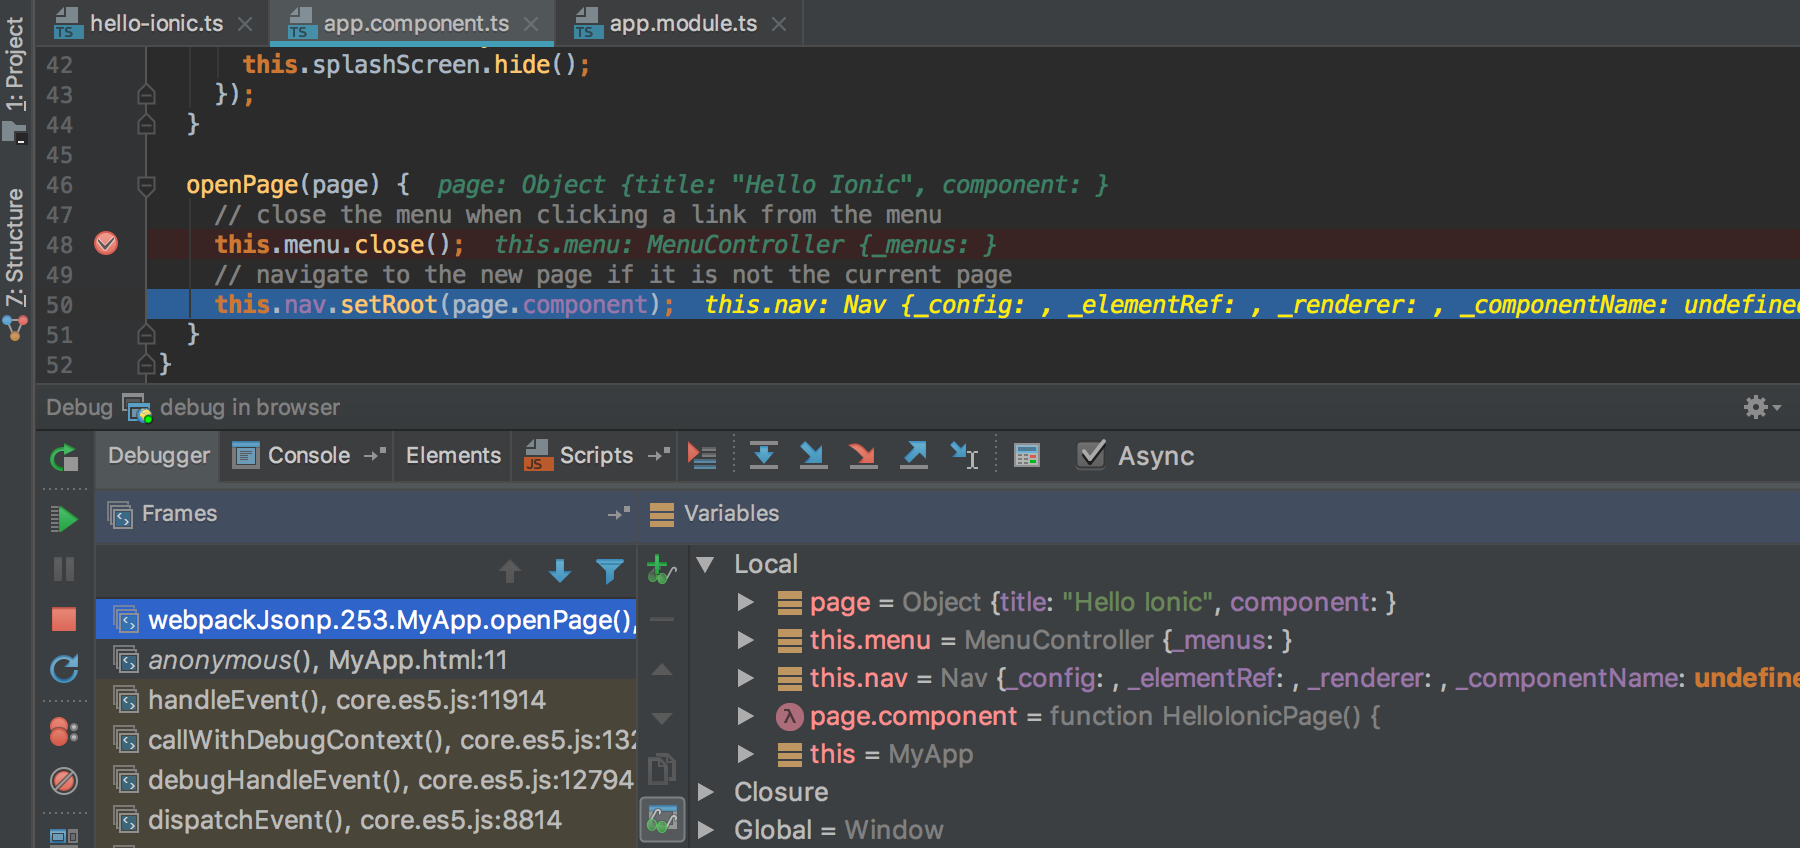 hello-ionic.ts
app.component.ts
app.module.ts
1: Project
7: Structure
42 this.splashScreen.hide();
43 });
44 }
45
46 openPage(page) { page: Object {title: "Hello Ionic", component: }
47 // close the menu when clicking a link from the menu
48 this.menu.close(); this.menu: MenuController {_menus: }
49 // navigate to the new page if it is not the current page
50 this.nav.setRoot(page.component); this.nav: Nav {_config: , _elementRef: , _renderer: , _componentName: undefined
51 }
52 }
Debug debug in browser
Debugger Console Elements Scripts Async
Frames
Variables
webpackJsonp.253.MyApp.openPage(),
anonymous(), MyApp.html:11
handleEvent(), core.es5.js:11914
callWithDebugContext(), core.es5.js:132
debugHandleEvent(), core.es5.js:12794
dispatchEvent(), core.es5.js:8814
Local
page = Object {title: "Hello Ionic", component: }
this.menu = MenuController {_menus: }
this.nav = Nav {_config: , _elementRef: , _renderer: , _componentName: undefine
page.component = function HelloIonicPage() {
this = MyApp
Closure
Global = Window